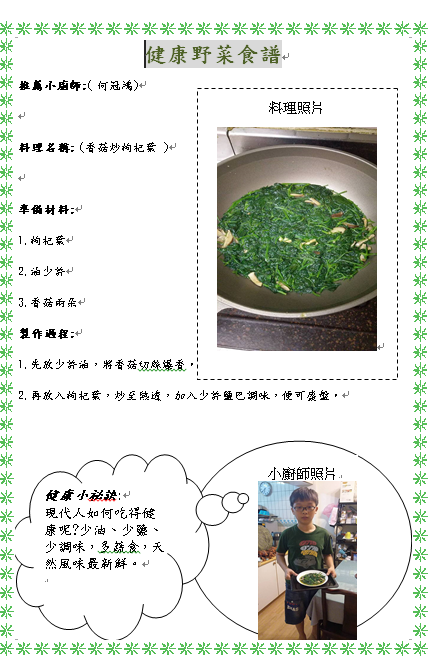 健康野菜食譜
推薦小廚師:( 何冠鴻)
料理名稱: (香菇炒枸杞葉 )
準備材料:
1.枸杞葉
2.油少許
3.香菇兩朵
製作過程:
1.先放少許油，將香菇切絲爆香，
2.再放入枸杞葉，炒至熟透，加入少許鹽巴調味，便可盛盤。
料理照片
健康小祕訣:
現代人如何吃得健
康呢?少油、少鹽、
少調味，多蔬食，天
然風味最新鮮。
小廚師照片